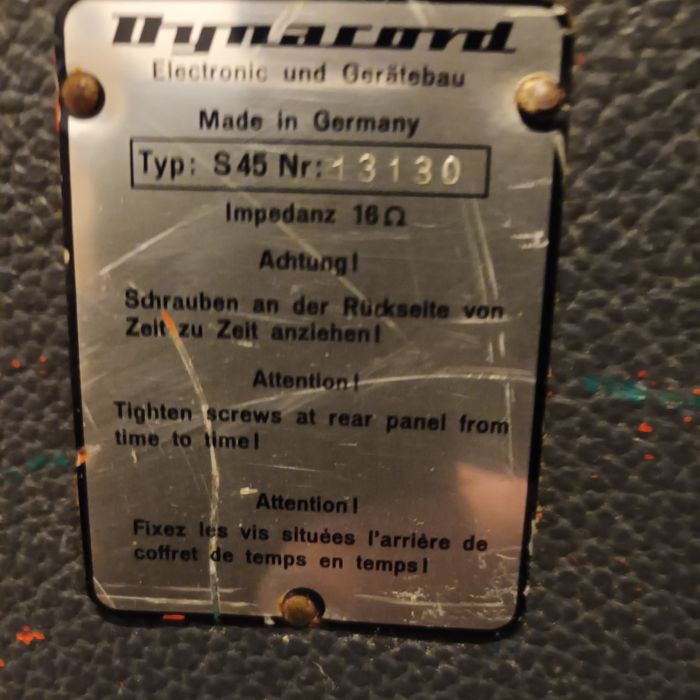 Dynacord
Electronic und Gerätebau
Made in Germany
Typ: S 45 Nr: 13130
Impedanz 16 Ω
Achtung!
Schrauben an der Rückseite von
Zeit zu Zeit anziehen!
Attention!
Tighten screws at rear panel from
time to time!
Attention!
Fixez les vis situées l'arrière de
coffret de temps en temps!